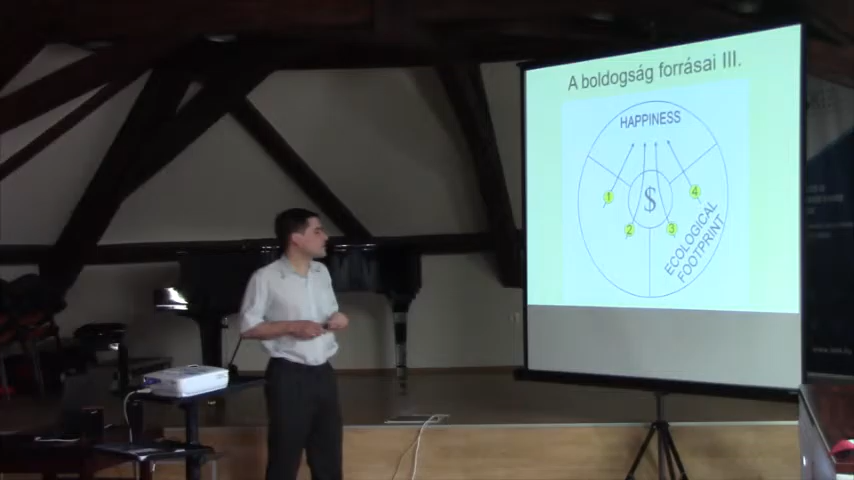 A boldogság forrásai III.
HAPPINESS
1
4
$
2
3
ECOLOGICAL
FOOTPRINT